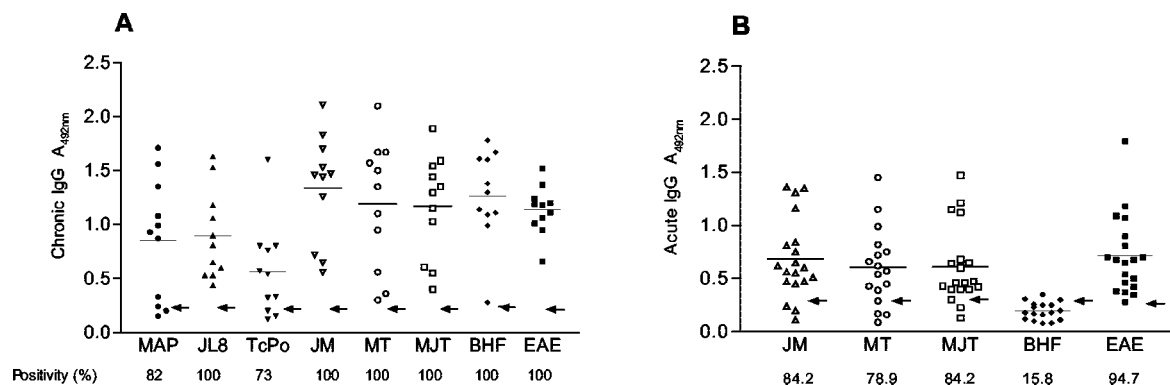 A
Chronic IgG A492nm
2.5
2.0
1.5
1.0
0.5
0.0
MAP JL8 TcPo JM MT MJT BHF EAE
Positivity (%) 82 100 73 100 100 100 100 100
B
Acute IgG A492nm
2.5
2.0
1.5
1.0
0.5
0.0
JM MT MJT BHF EAE
84.2 78.9 84.2 15.8 94.7